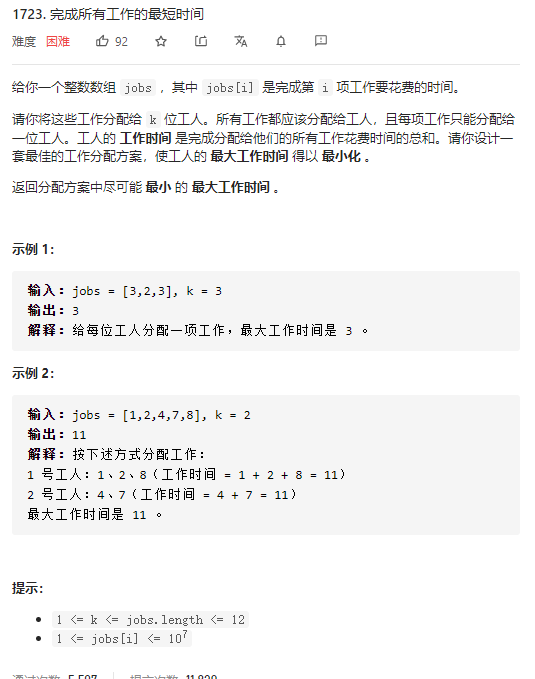 1723. 完成所有工作的最短时间
难度 困难 92
给你一个整数数组 jobs ，其中 jobs[i] 是完成第 i 项工作要花费的时间。
请你将这些工作分配给 k 位工人。所有工作都应该分配给工人，且每项工作只能分配给
一位工人。工人的 工作时间 是完成分配给他们的所有工作花费时间的总和。请你设计一
套最佳的工作分配方案，使工人的 最大工作时间 得以 最小化 。
返回分配方案中尽可能 最小 的 最大工作时间 。
示例 1：
输入：jobs = [3,2,3], k = 3
输出：3
解释：给每位工人分配一项工作，最大工作时间是 3 。
示例 2：
输入：jobs = [1,2,4,7,8], k = 2
输出：11
解释：按下述方式分配工作：
1 号工人：1、2、8（工作时间 = 1 + 2 + 8 = 11）
2 号工人：4、7（工作时间 = 4 + 7 = 11）
最大工作时间是 11 。
提示：
1 <= k <= jobs.length <= 12
1 <= jobs[i] <= 10⁷